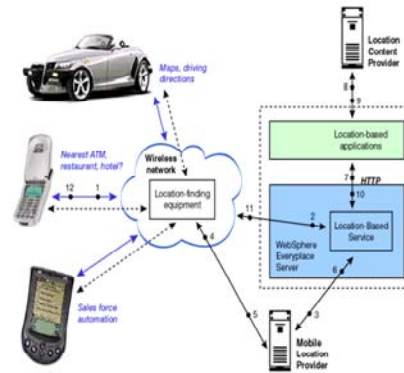 Location
Content
Provider
Maps, driving
directions
8
9
Location-based
applications
Nearest ATM,
restaurant, hotel?
Wireless
network
7
HTTP
12
1
Location-finding
equipment
10
11
2
Location-Based
Service
4
WebSphere
Everyplace
Server
6
Sales force
automation
5
3
Mobile
Location
Provider